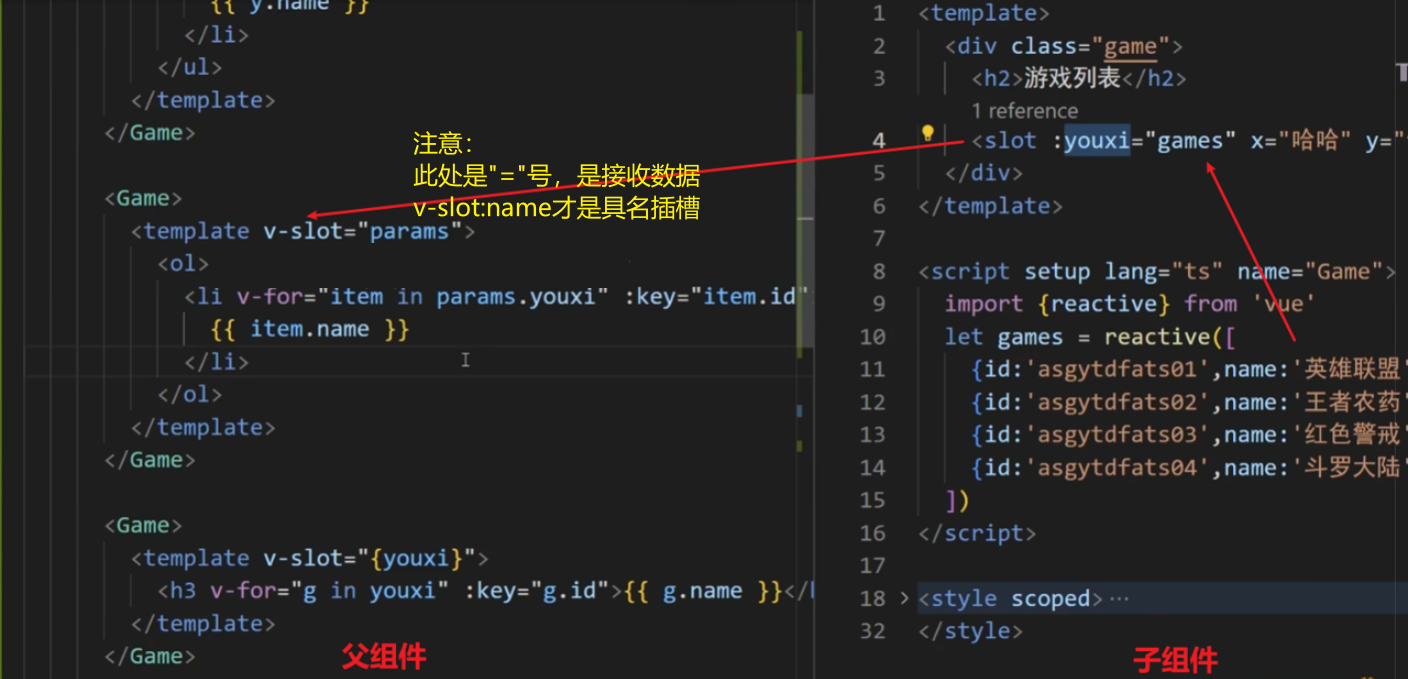 {{ y.name }}
</li>
</ul>
</template>
</Game>
<Game>
<template v-slot="params">
<ol>
<li v-for="item in params.youxi" :key="item.id"
{{ item.name }}
</li>
</ol>
</template>
</Game>
<Game>
<template v-slot="{youxi}">
<h3 v-for="g in youxi" :key="g.id">{{ g.name }}</
</template>
</Game>
父组件
注意：
此处是"="号，是接收数据
v-slot:name才是具名插槽
1 <template>
2 <div class="game">
3 <h2>游戏列表</h2>
1 reference
4 <slot :youxi="games" x="哈哈" y="
5 </div>
6 </template>
7
8 <script setup lang="ts" name="Game">
9 import {reactive} from 'vue'
10 let games = reactive([
11 {id:'asgytdfats01',name:'英雄联盟'
12 {id:'asgytdfats02',name:'王者农药'
13 {id:'asgytdfats03',name:'红色警戒'
14 {id:'asgytdfats04',name:'斗罗大陆'
15 ])
16 </script>
17
18 <style scoped>…
32 </style>
子组件